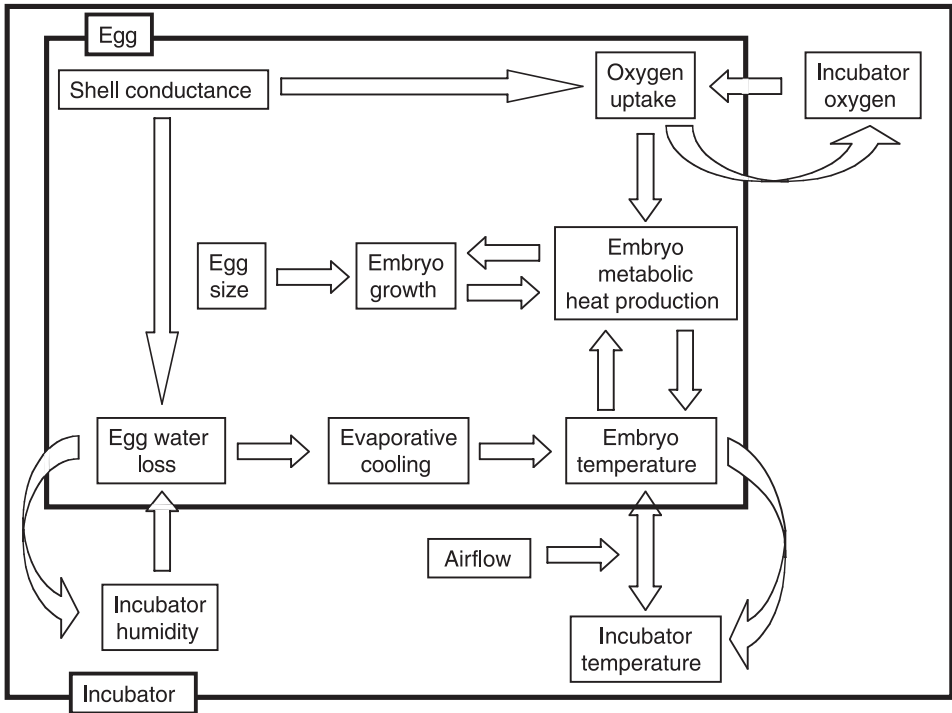 Egg
Shell conductance
Oxygen
uptake
Incubator
oxygen
Egg
size
Embryo
growth
Embryo
metabolic
heat production
Egg water
loss
Evaporative
cooling
Embryo
temperature
Airflow
Incubator
humidity
Incubator
temperature
Incubator